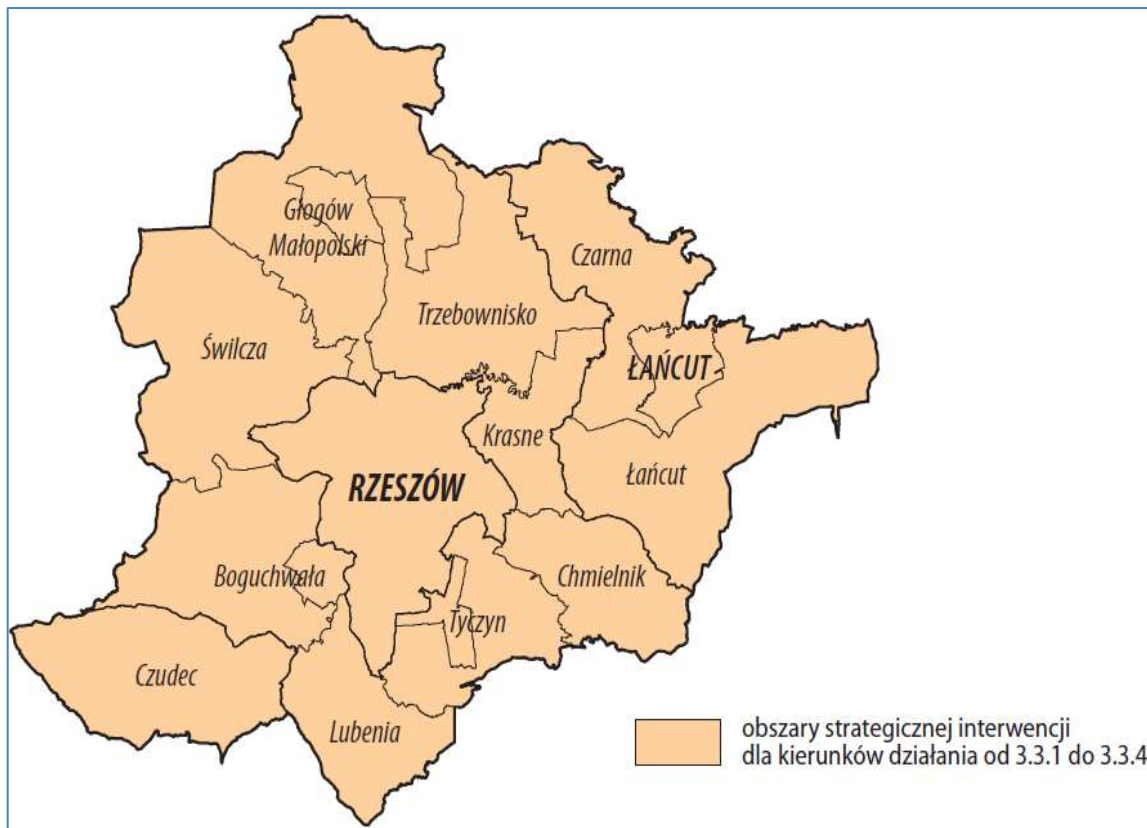 Głogów
Małopolski
Czarna
Trzebownisko
Świlcza
ŁAŃCUT
Krasne
Łańcut
RZESZÓW
Boguchwała
Chmielnik
Tyczyn
Czudec
Lubenia
obszary strategicznej interwencji
dla kierunków działania od 3.3.1 do 3.3.4